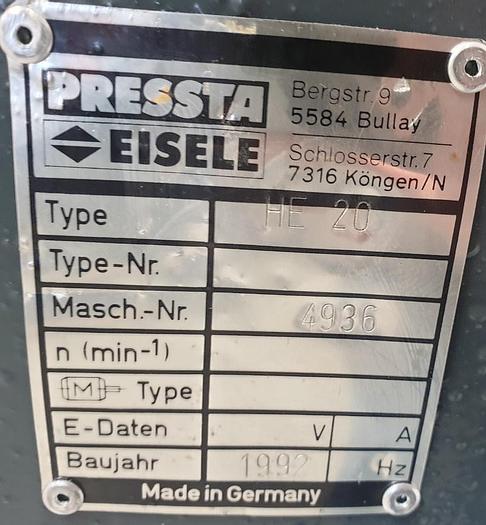 PRESSTA
EISELE
Bergstr. 9
5584 Bullay
Schlosserstr. 7
7316 Köngen/N
Type HE 20
Type-Nr.
Masch.-Nr. 4936
n (min-1)
M Type
E-Daten V A
Baujahr 1992 Hz
Made in Germany